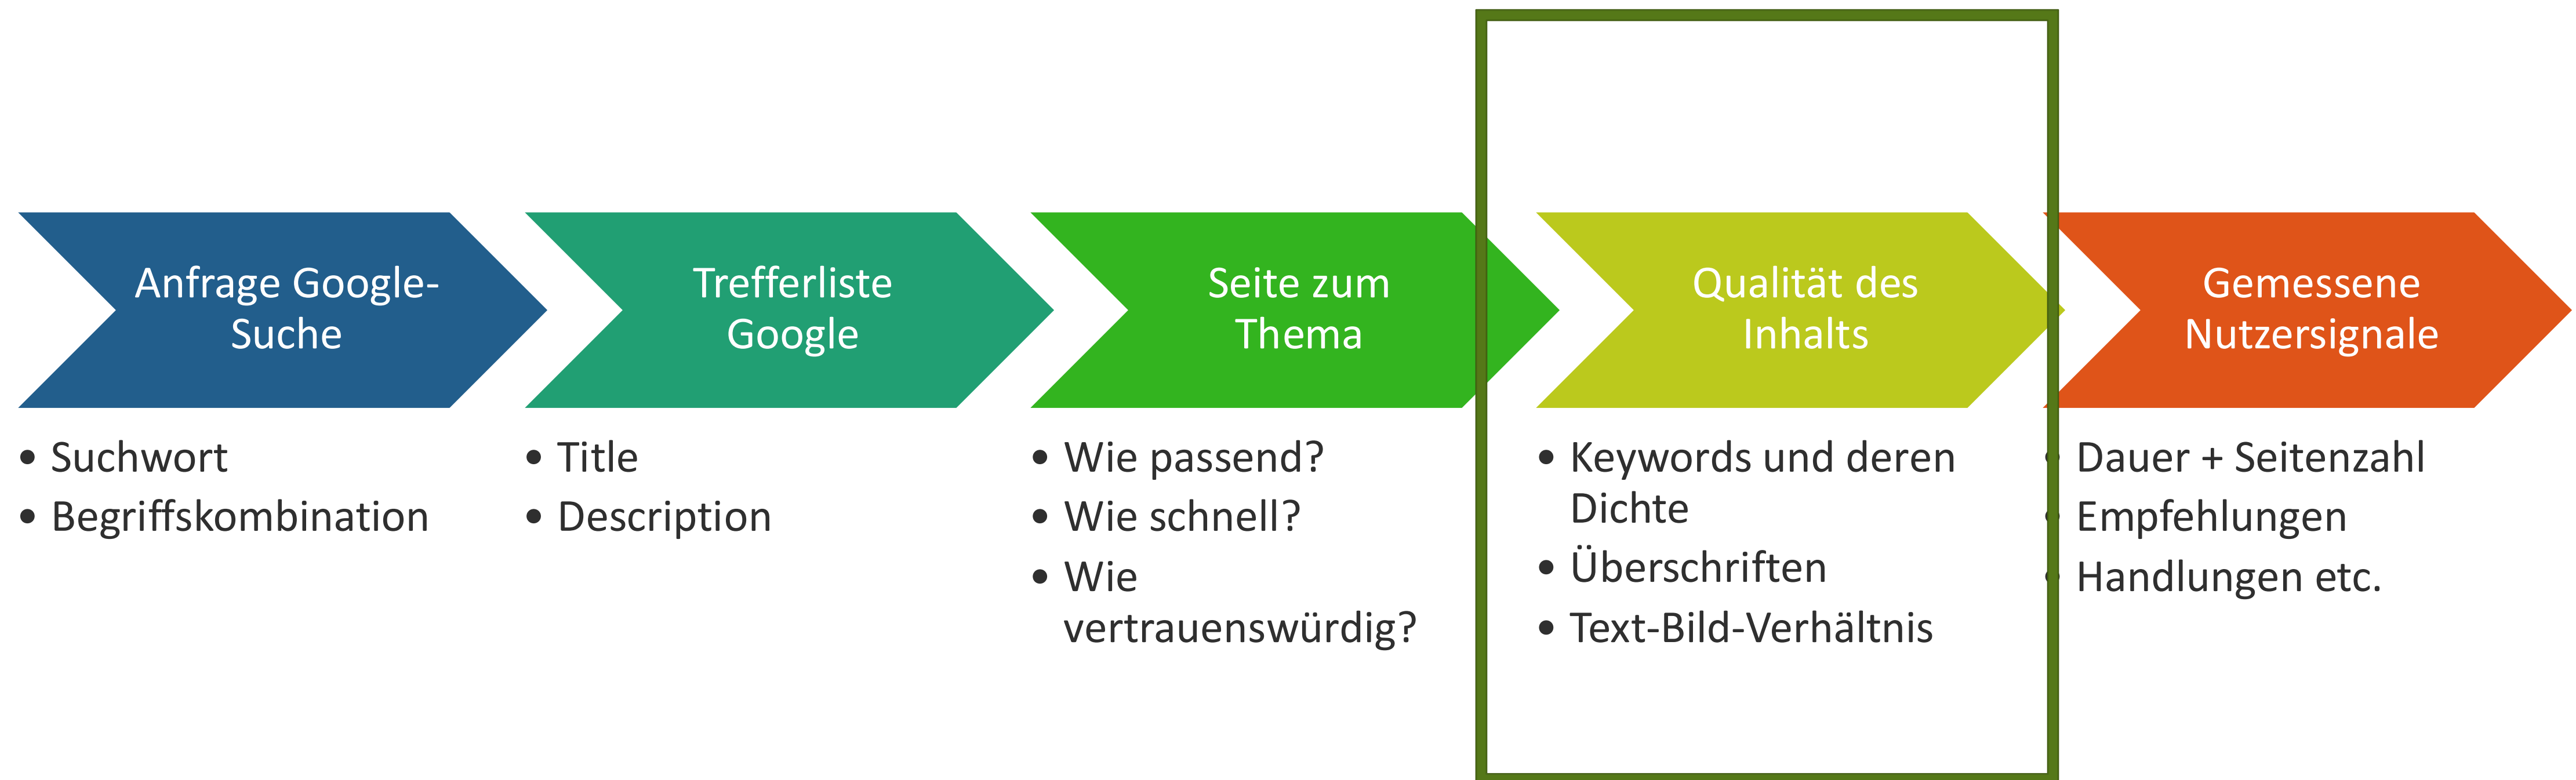 Anfrage Google-
Suche
• Suchwort
• Begriffskombination
Trefferliste
Google
• Title
• Description
Seite zum
Thema
• Wie passend?
• Wie schnell?
• Wie
vertrauenswürdig?
Qualität des
Inhalts
• Keywords und deren
Dichte
• Überschriften
• Text-Bild-Verhältnis
Gemessene
Nutzersignale
• Dauer + Seitenzahl
• Empfehlungen
• Handlungen etc.